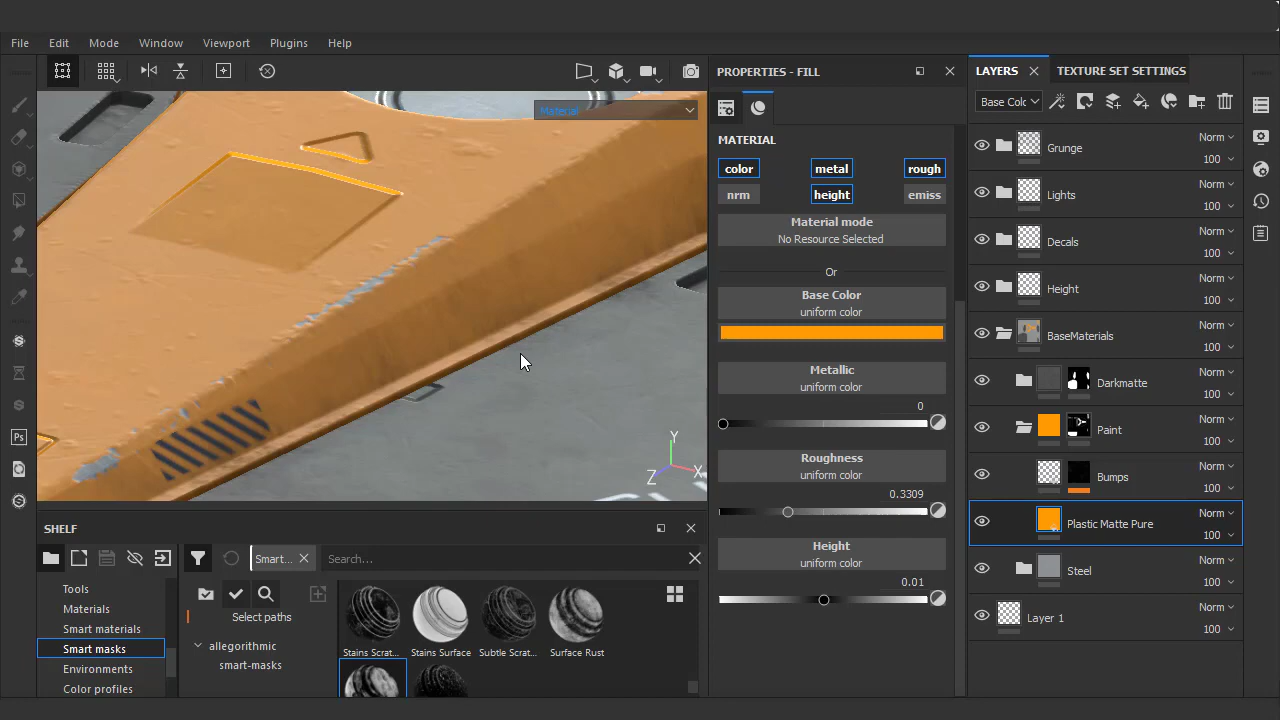 File Edit Mode Window Viewport Plugins Help
Material
Y
Z X
SHELF
Smart... Search...
Tools
Materials
Smart materials
Smart masks
Environments
Color profiles
Select paths
allegorithmic
smart-masks
Stains Scrat... Stains Surface Subtle Scrat... Surface Rust
PROPERTIES - FILL
MATERIAL
color metal rough
nrm height emiss
Material mode
No Resource Selected
Or
Base Color
uniform color
Metallic
uniform color
0
Roughness
uniform color
0.3309
Height
uniform color
0.01
LAYERS TEXTURE SET SETTINGS
Base Colo
Grunge Norm
100
Lights Norm
100
Decals Norm
100
Height Norm
100
BaseMaterials Norm
100
Darkmatte Norm
100
Paint Norm
100
Bumps Norm
100
Plastic Matte Pure Norm
100
Steel Norm
100
Layer 1 Norm
100
Ps